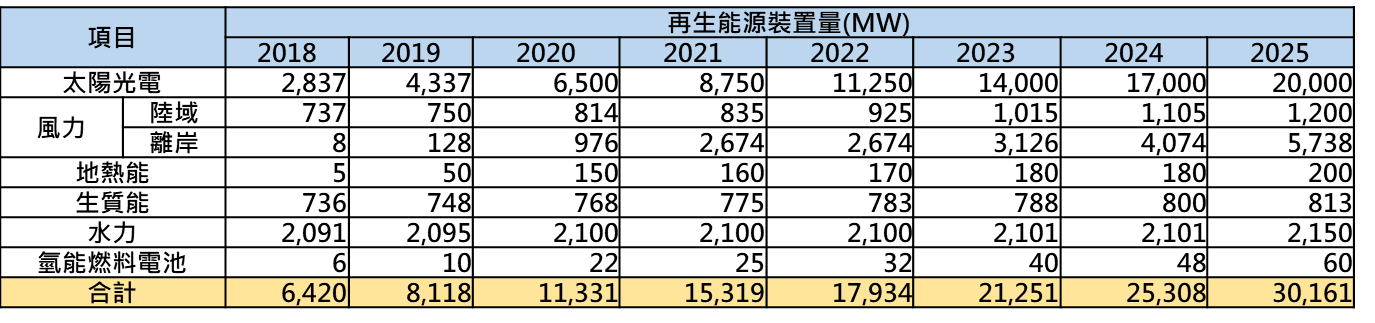 項目 再生能源裝置量(MW)
2018 2019 2020 2021 2022 2023 2024 2025
太陽光電 2,837 4,337 6,500 8,750 11,250 14,000 17,000 20,000
風力 陸域 737 750 814 835 925 1,015 1,105 1,200
離岸 8 128 976 2,674 2,674 3,126 4,074 5,738
地熱能 5 50 150 160 170 180 180 200
生質能 736 748 768 775 783 788 800 813
水力 2,091 2,095 2,100 2,100 2,100 2,101 2,101 2,150
氫能燃料電池 6 10 22 25 32 40 48 60
合計 6,420 8,118 11,331 15,319 17,934 21,251 25,308 30,161